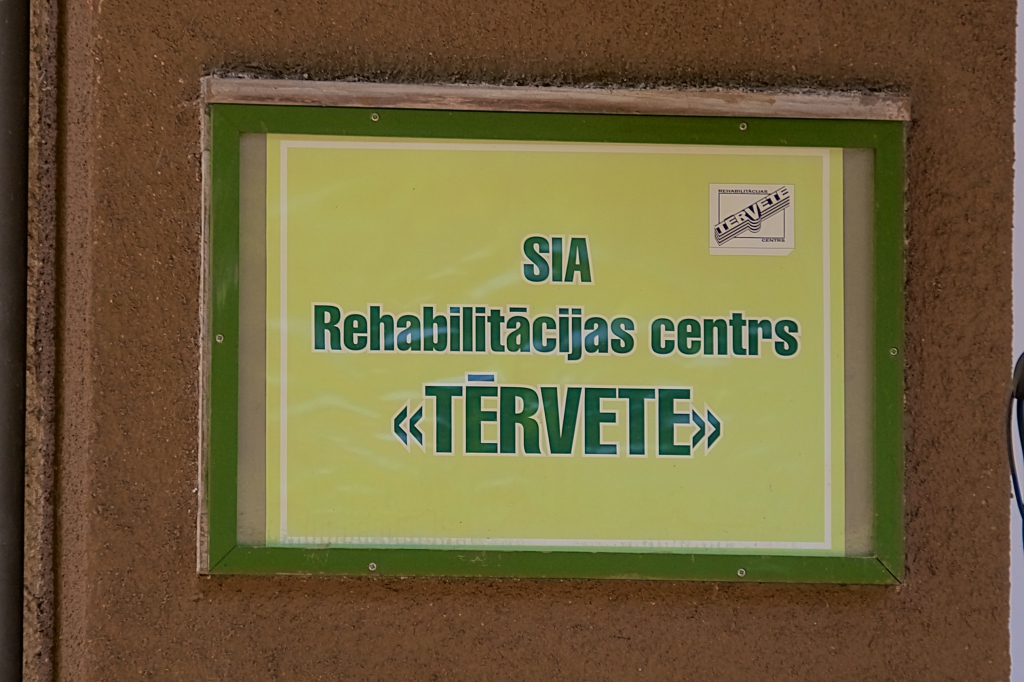 REHABILITĀCIJAS
TĒRVETE
CENTRS
SIA
Rehabilitācijas centrs
«TĒRVETE»